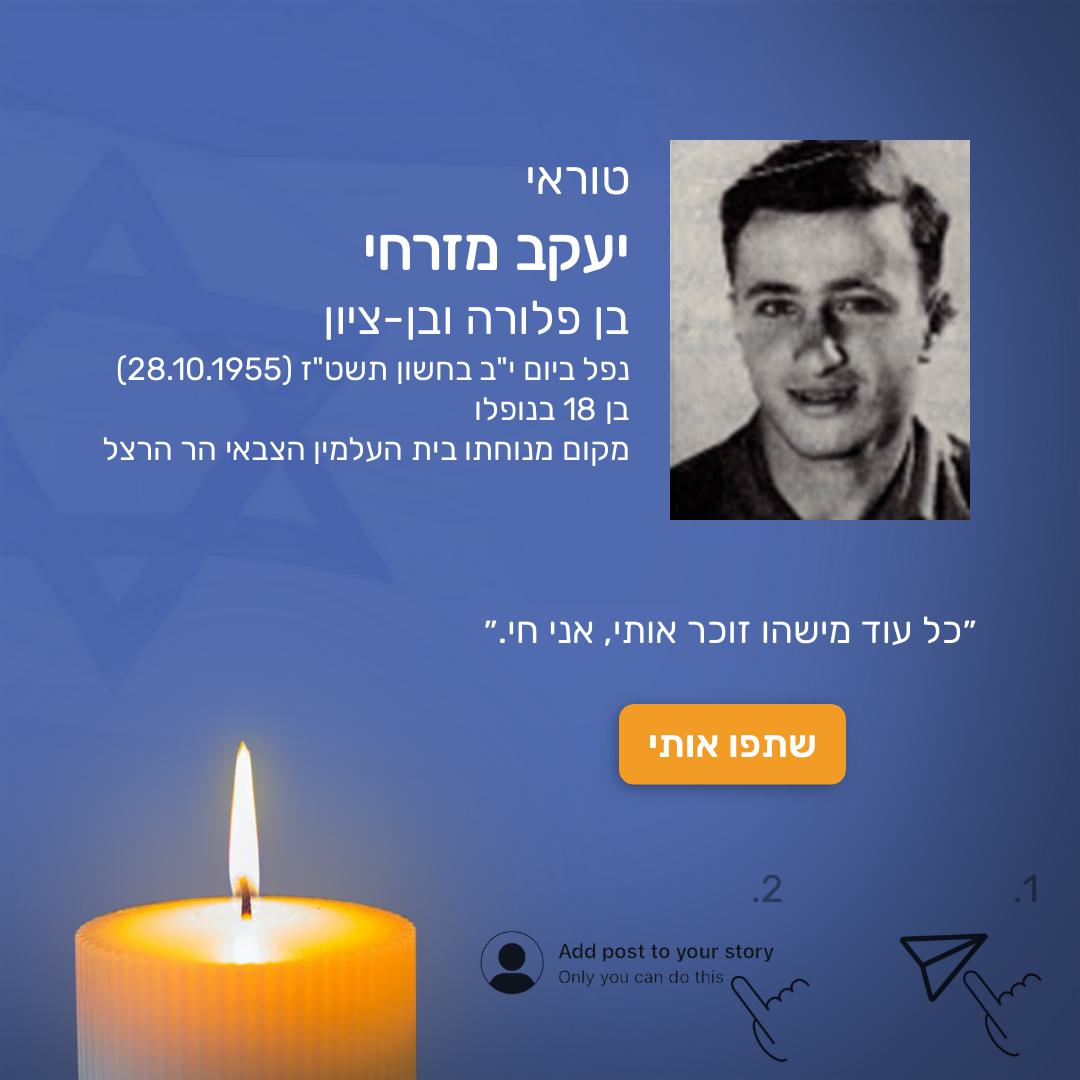 טוראי
יעקב מזרחי
בן פלורה ובן-ציון
נפל ביום י"ב בחשון תשט"ז (28.10.1955)
בן 18 בנופלו
מקום מנוחתו בית העלמין הצבאי הר הרצל
״כל עוד מישהו זוכר אותי, אני חי.״
שתפו אותי
1.
2.
Add post to your story
Only you can do this